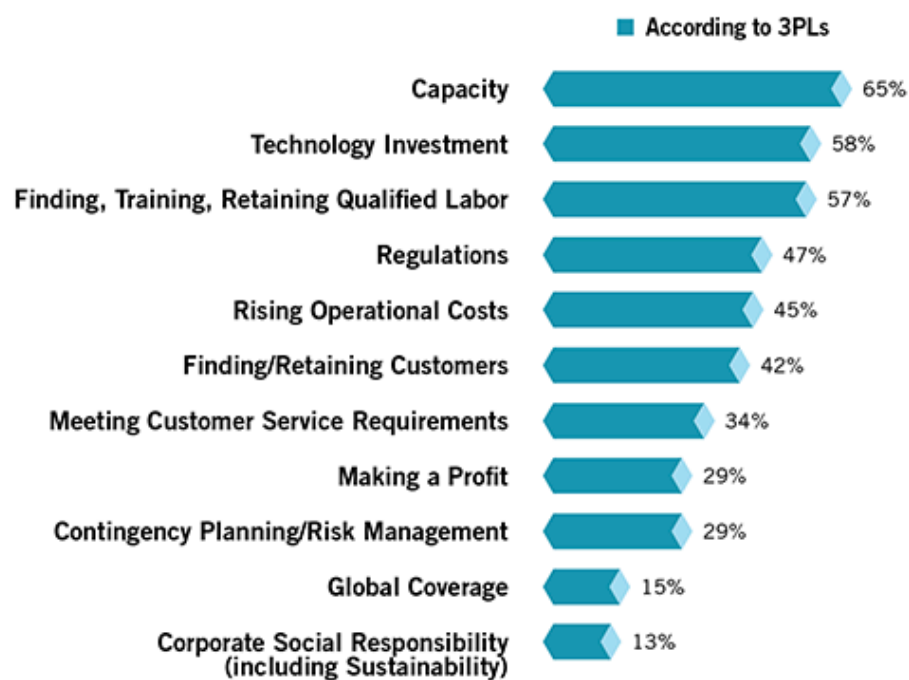 According to 3PLs
Capacity 65%
Technology Investment 58%
Finding, Training, Retaining Qualified Labor 57%
Regulations 47%
Rising Operational Costs 45%
Finding/Retaining Customers 42%
Meeting Customer Service Requirements 34%
Making a Profit 29%
Contingency Planning/Risk Management 29%
Global Coverage 15%
Corporate Social Responsibility 13%
(including Sustainability)